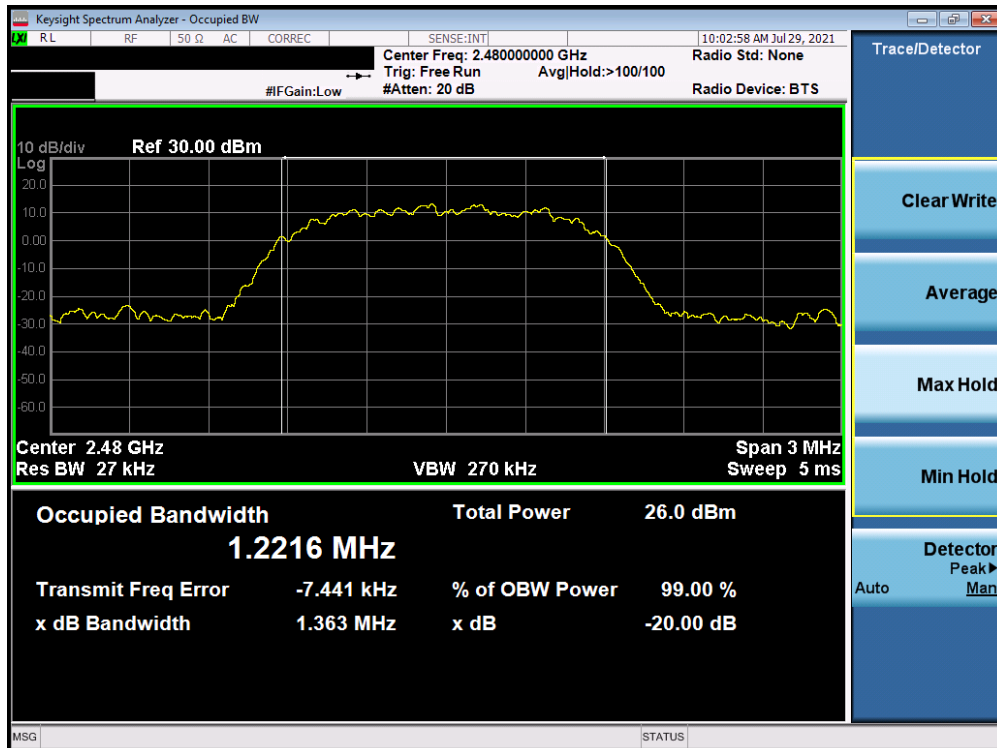 Keysight Spectrum Analyzer - Occupied BW
LXI RL RF 50 Ω AC CORREC SENSE:INT 10:02:58 AM Jul 29, 2021
Center Freq: 2.480000000 GHz Radio Std: None
Trig: Free Run Avg|Hold:>100/100
#IFGain:Low #Atten: 20 dB Radio Device: BTS
10 dB/div Ref 30.00 dBm
Log
20.0
10.0
0.00
-10.0
-20.0
-30.0
-40.0
-50.0
-60.0
Center 2.48 GHz Span 3 MHz
Res BW 27 kHz VBW 270 kHz Sweep 5 ms
Occupied Bandwidth Total Power 26.0 dBm
1.2216 MHz
Transmit Freq Error -7.441 kHz % of OBW Power 99.00 %
x dB Bandwidth 1.363 MHz x dB -20.00 dB
MSG STATUS
Trace/Detector
Clear Write
Average
Max Hold
Min Hold
Detector
Peak▶
Auto Man